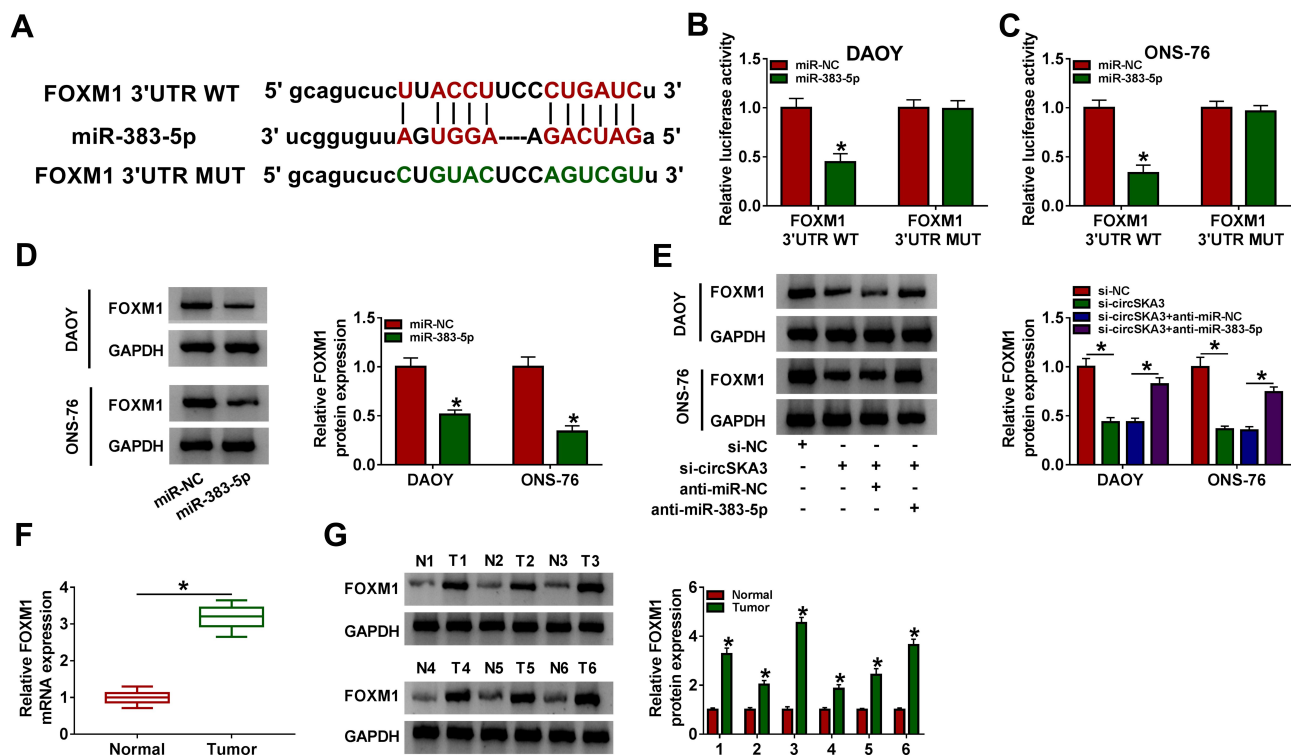 A
FOXM1 3'UTR WT 5' gcagucucUUACCUUUCCCUGAUCu 3'
miR-383-5p 3' ucgguguuAGUGGA----AGACUAGa 5'
FOXM1 3'UTR MUT 5' gcagucucCUGUACUCCAGUCGUu 3'
B
DAOY
miR-NC
miR-383-5p
Relative luciferase activity
1.5
1.0
0.5
0.0
*
FOXM1 3'UTR WT
FOXM1 3'UTR MUT
C
ONS-76
miR-NC
miR-383-5p
Relative luciferase activity
1.5
1.0
0.5
0.0
*
FOXM1 3'UTR WT
FOXM1 3'UTR MUT
D
DAOY
FOXM1
GAPDH
ONS-76
FOXM1
GAPDH
miR-NC
miR-383-5p
Relative FOXM1
protein expression
1.5
1.0
0.5
0.0
miR-NC
miR-383-5p
* *
DAOY ONS-76
E
DAOY
FOXM1
GAPDH
ONS-76
FOXM1
GAPDH
si-NC + - - -
si-circSKA3 - + + +
anti-miR-NC - - + -
anti-miR-383-5p - - - +
Relative FOXM1
protein expression
1.5
1.0
0.5
0.0
si-NC
si-circSKA3
si-circSKA3+anti-miR-NC
si-circSKA3+anti-miR-383-5p
* * * *
DAOY ONS-76
F
Relative FOXM1
mRNA expression
4
3
2
1
0
*
Normal Tumor
G
N1 T1 N2 T2 N3 T3
FOXM1
GAPDH
N4 T4 N5 T5 N6 T6
FOXM1
GAPDH
Relative FOXM1
protein expression
6
4
2
0
Normal
Tumor
* * * * * *
1 2 3 4 5 6